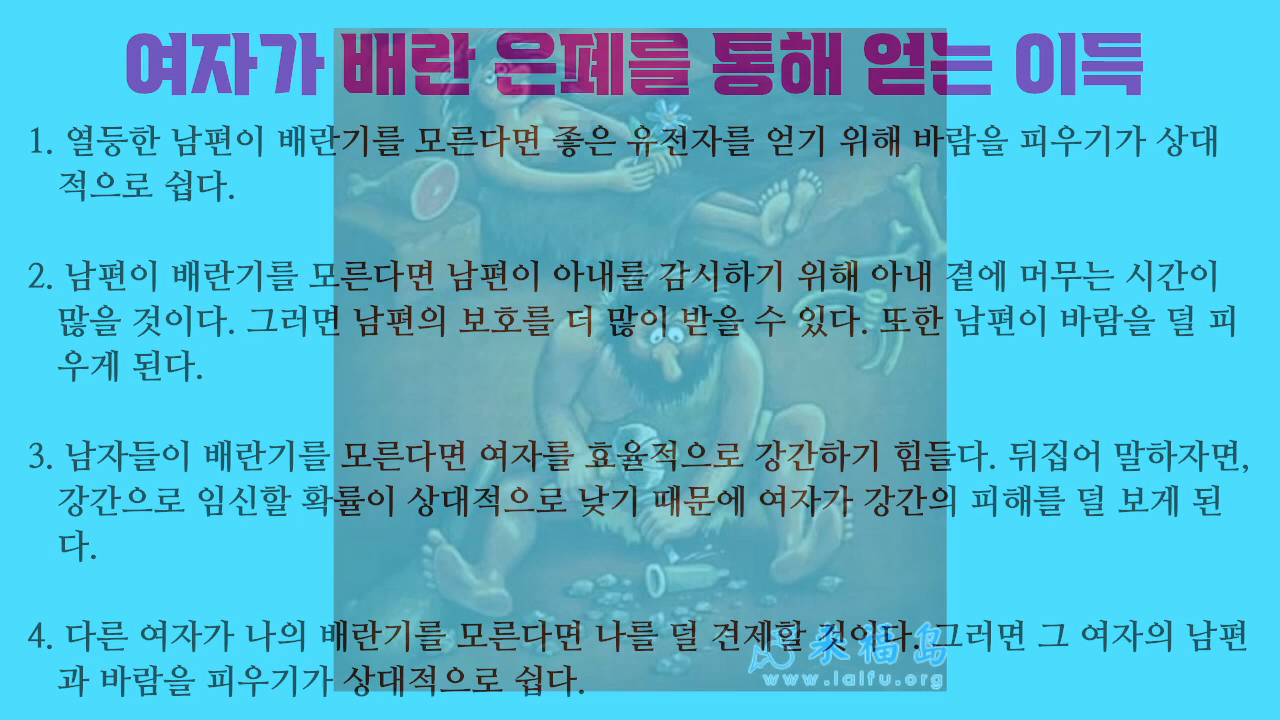 여자가 배란 은폐를 통해 얻는 이득
1. 열등한 남편이 배란기를 모른다면 좋은 유전자를 얻기 위해 바람을 피우기가 상대
적으로 쉽다.
2. 남편이 배란기를 모른다면 남편이 아내를 감시하기 위해 아내 곁에 머무는 시간이
많을 것이다. 그러면 남편의 보호를 더 많이 받을 수 있다. 또한 남편이 바람을 덜 피
우게 된다.
3. 남자들이 배란기를 모른다면 여자를 효율적으로 강간하기 힘들다. 뒤집어 말하자면,
강간으로 임신할 확률이 상대적으로 낮기 때문에 여자가 강간의 피해를 덜 보게 된
다.
4. 다른 여자가 나의 배란기를 모른다면 나를 덜 견제할 것이다. 그러면 그 여자의 남편
과 바람을 피우기가 상대적으로 쉽다.
来福岛
www.laifu.org